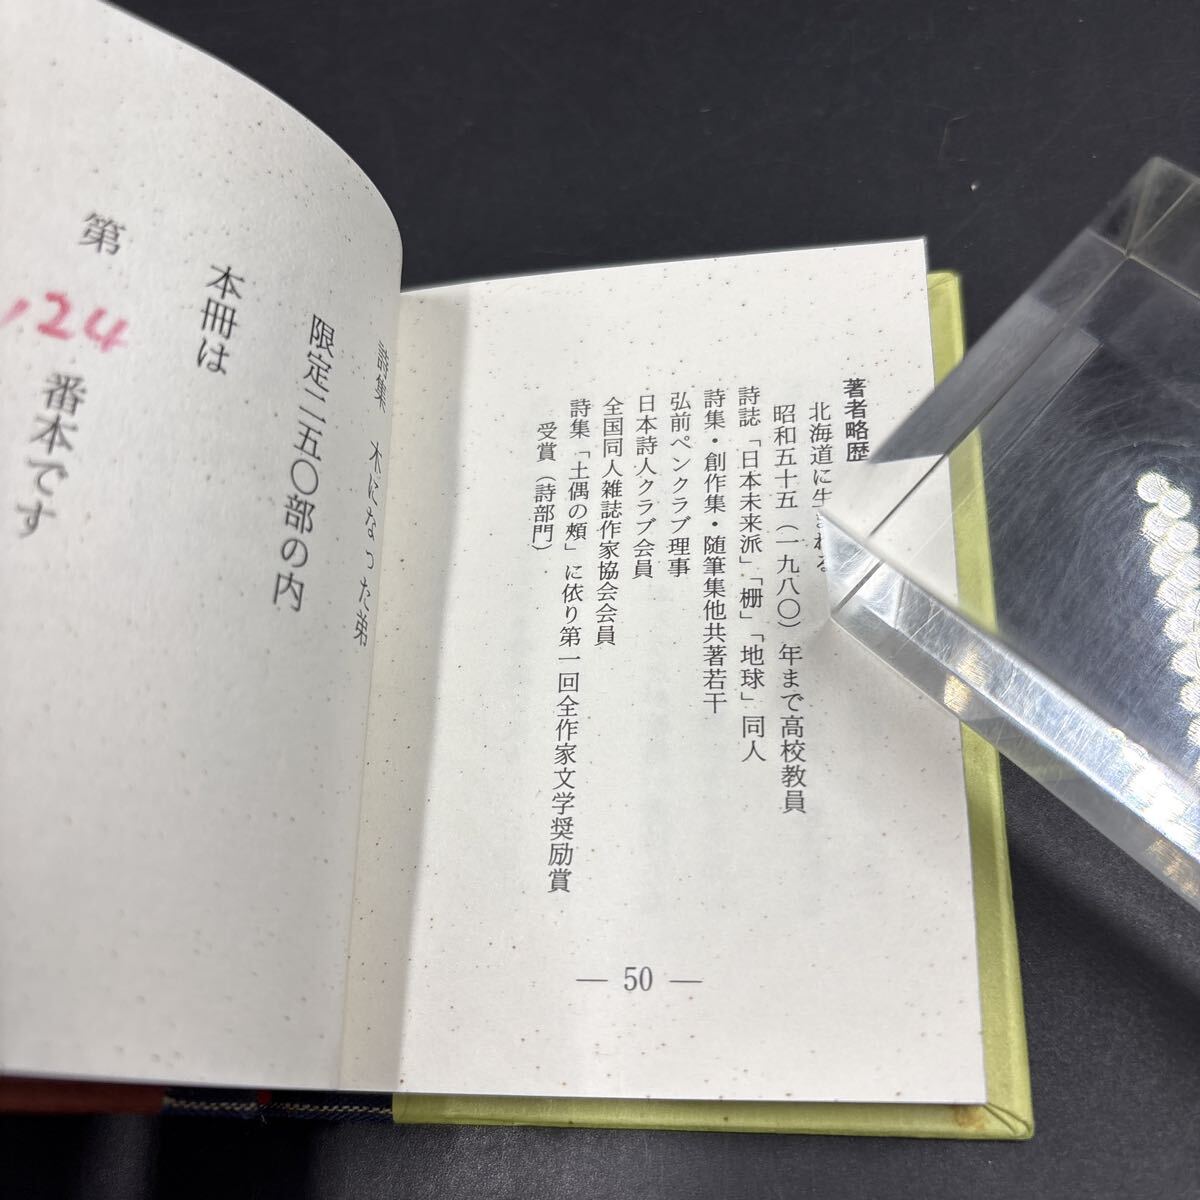 著者略歴
北海道に生まれる
昭和五十五（一九八〇）年まで高校教員
詩誌「日本未来派」「柵」「地球」同人
詩集・創作集・随筆集他共著若干
弘前ペンクラブ理事
日本詩人クラブ会員
全国同人雑誌作家協会会員
詩集「土偶の頰」に依り第一回全作家文学奨励賞
受賞（詩部門）
― 50 ―
詩集 木になった弟
限定二五〇部の内
本冊は
第 24 番本です